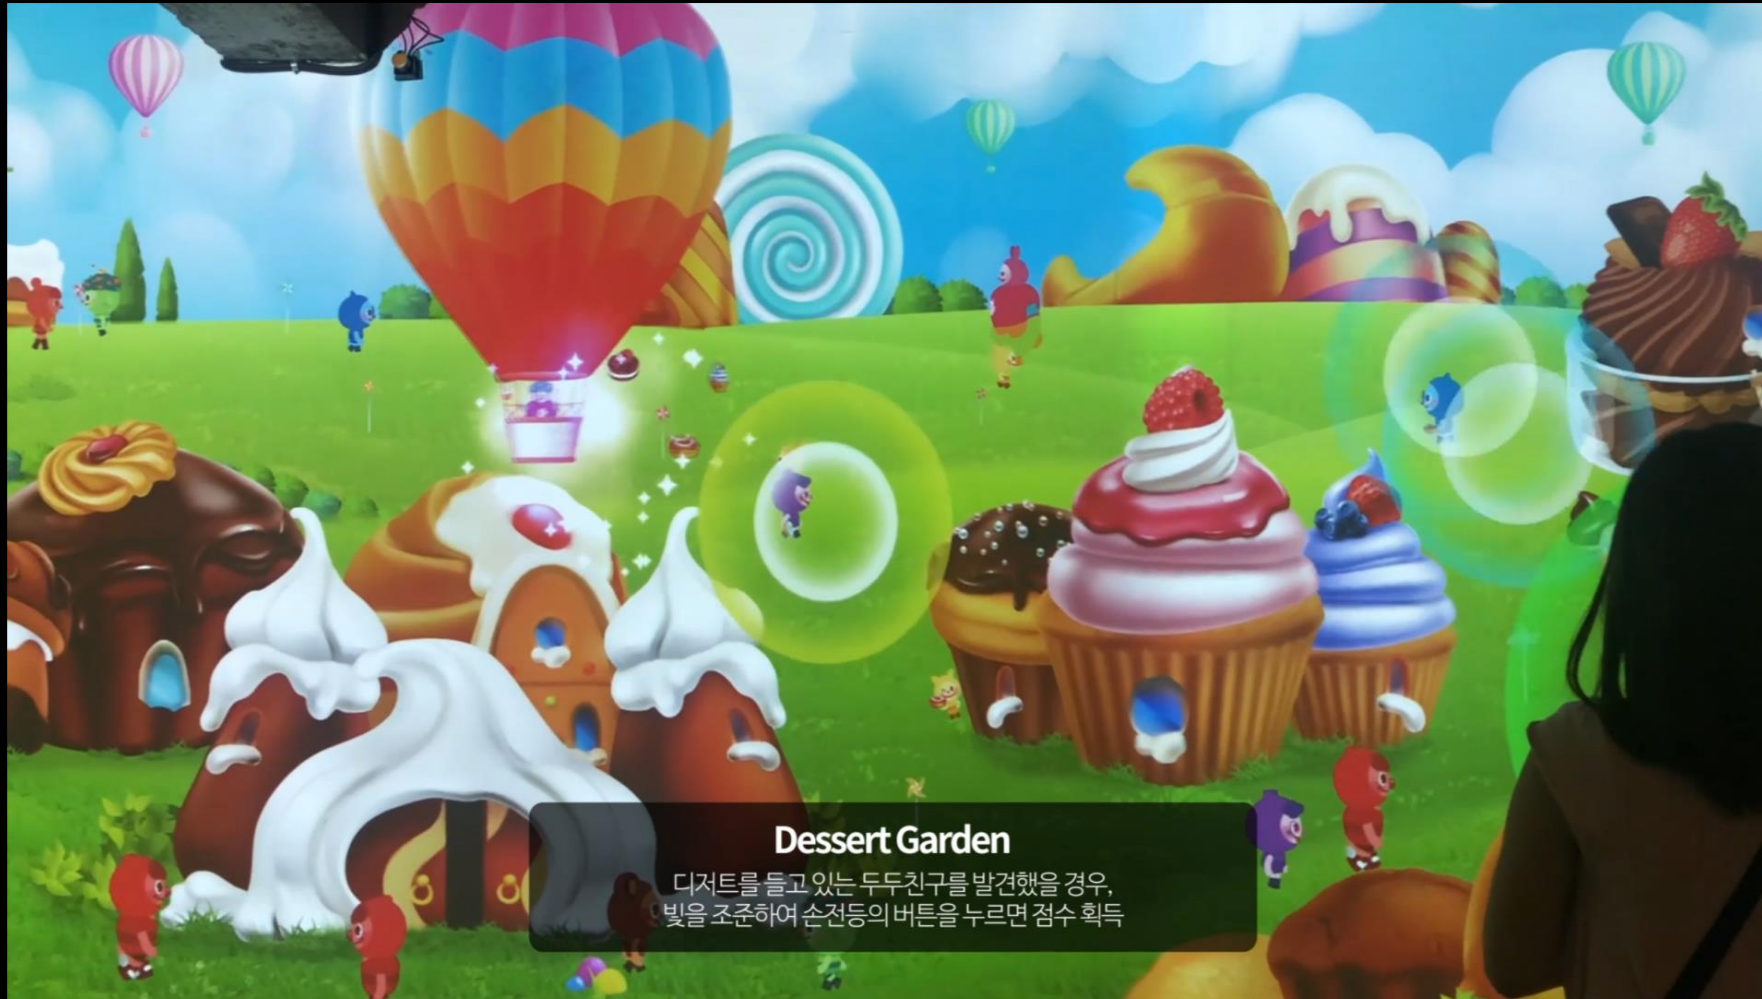 Dessert Garden
디저트를 들고 있는 두두친구를 발견했을 경우,
빛을 조준하여 손전등의 버튼을 누르면 점수 획득